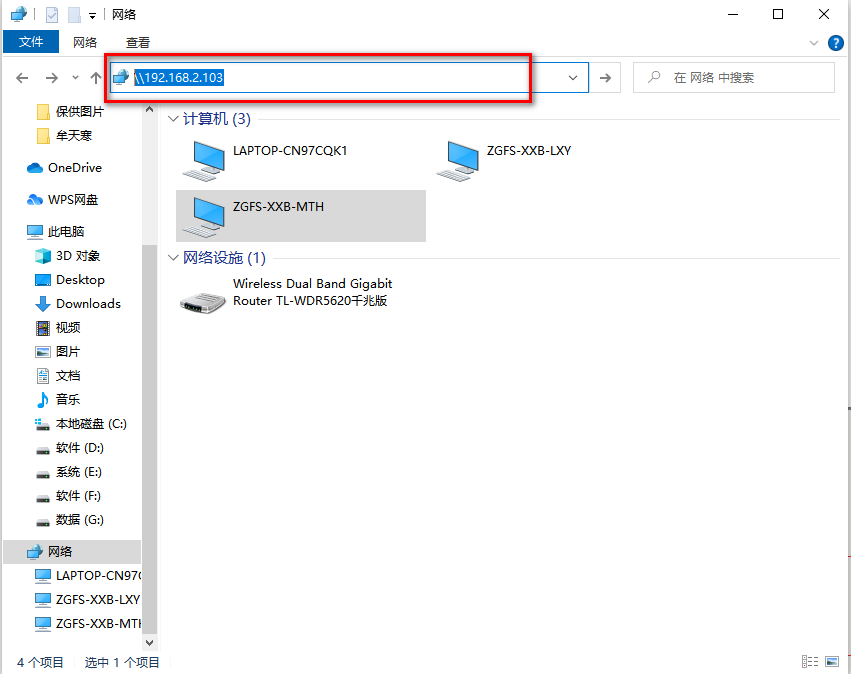 网络
文件 网络 查看
\\192.168.2.103
在 网络 中搜索
保供图片
牟天寒
OneDrive
WPS网盘
此电脑
3D 对象
Desktop
Downloads
视频
图片
文档
音乐
本地磁盘 (C:)
软件 (D:)
系统 (E:)
软件 (F:)
数据 (G:)
网络
LAPTOP-CN97C
ZGFS-XXB-LXY
ZGFS-XXB-MTH
计算机 (3)
LAPTOP-CN97CQK1
ZGFS-XXB-LXY
ZGFS-XXB-MTH
网络设施 (1)
Wireless Dual Band Gigabit
Router TL-WDR5620千兆版
4 个项目 选中 1 个项目